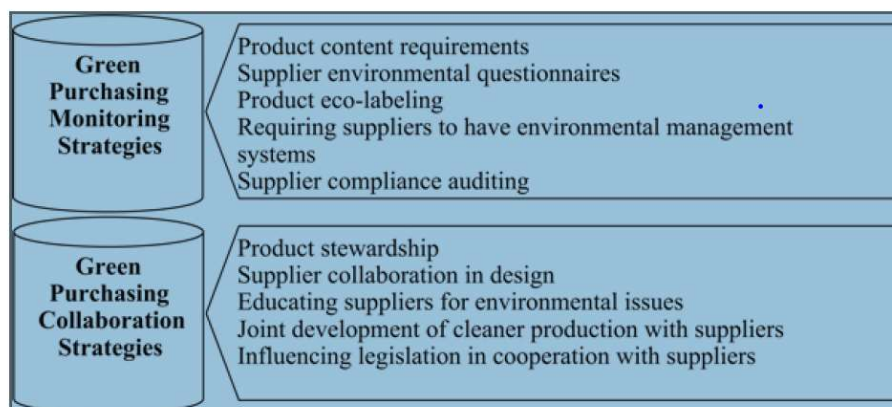 Green
Purchasing
Monitoring
Strategies
Product content requirements
Supplier environmental questionnaires
Product eco-labeling
Requiring suppliers to have environmental management
systems
Supplier compliance auditing
Green
Purchasing
Collaboration
Strategies
Product stewardship
Supplier collaboration in design
Educating suppliers for environmental issues
Joint development of cleaner production with suppliers
Influencing legislation in cooperation with suppliers